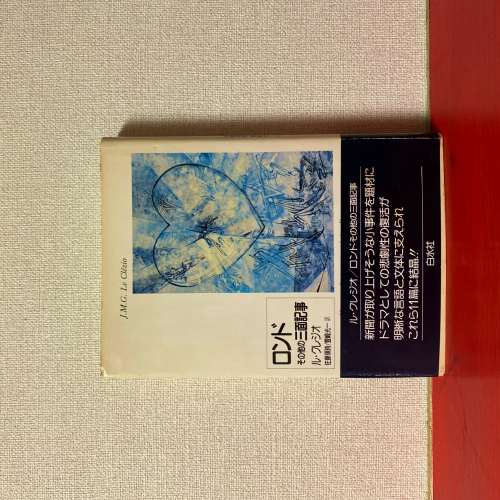 J.M.G. Le Clézio
ロンド
その他の三面記事
ル・クレジオ
佐藤領時/豊崎光一 訳
ル・クレジオ/ロンドその他の三面記事
新聞が取り上げそうな小事件を題材に
ドラマとしての悲劇性の復活が
明晰な言語と文体に支えられ
これら11篇に結晶!!
白水社